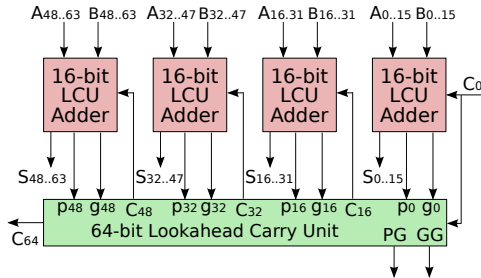 A48..63 B48..63 A32..47 B32..47 A16.31 B16..31 A0..15 B0..15
16-bit LCU Adder
16-bit LCU Adder
16-bit LCU Adder
16-bit LCU Adder
C0
S48..63 S32..47 S16..31 S0..15
p48 g48 C48 p32 g32 C32 p16 g16 C16 p0 g0
C64 64-bit Lookahead Carry Unit PG GG